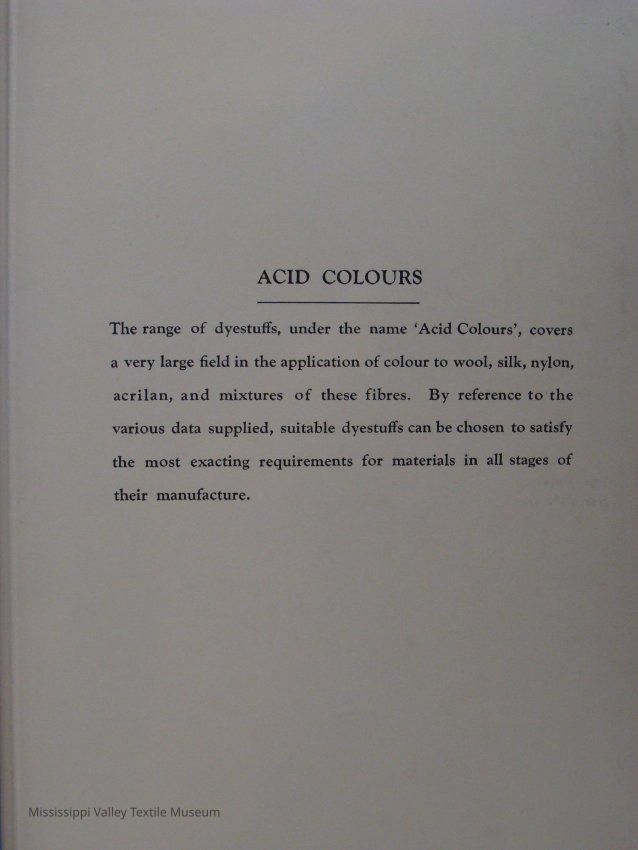 ACID COLOURS
The range of dyestuffs, under the name ‘Acid Colours’, covers
a very large field in the application of colour to wool, silk, nylon,
acrilan, and mixtures of these fibres. By reference to the
various data supplied, suitable dyestuffs can be chosen to satisfy
the most exacting requirements for materials in all stages of
their manufacture.
Mississippi Valley Textile Museum